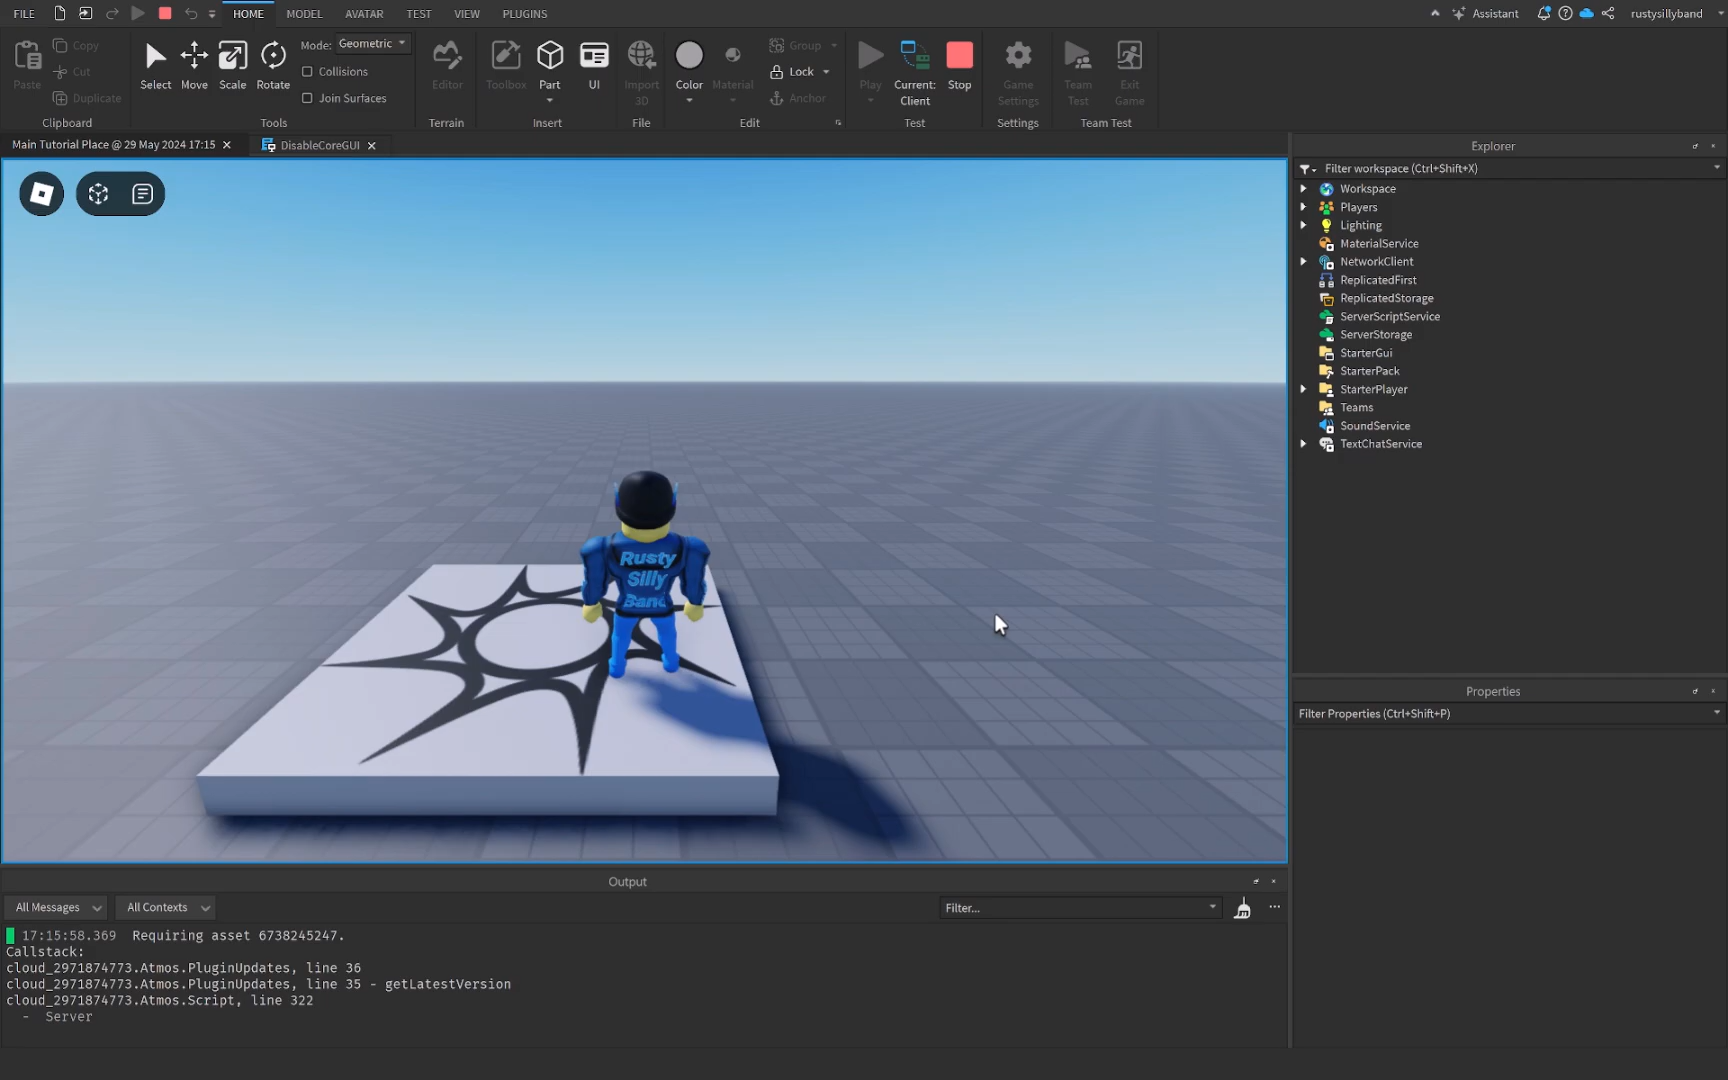 FILE HOME MODEL AVATAR TEST VIEW PLUGINS Assistant rustysillyband
Paste Copy Cut Duplicate Clipboard
Select Move Scale Rotate Mode: Geometric Collisions Join Surfaces Tools
Editor Terrain
Toolbox Part UI Insert
Import 3D File
Color Material Group Lock Anchor Edit
Play Current: Client Stop Test
Game Settings Settings
Team Test Exit Game Team Test
Main Tutorial Place @ 29 May 2024 17:15 DisableCoreGUI
Rusty
Silly
Band
Explorer
Filter workspace (Ctrl+Shift+X)
Workspace
Players
Lighting
MaterialService
NetworkClient
ReplicatedFirst
ReplicatedStorage
ServerScriptService
ServerStorage
StarterGui
StarterPack
StarterPlayer
Teams
SoundService
TextChatService
Properties
Filter Properties (Ctrl+Shift+P)
Output
All Messages All Contexts Filter...
17:15:58.369 Requiring asset 6738245247.
Callstack:
cloud_2971874773.Atmos.PluginUpdates, line 36
cloud_2971874773.Atmos.PluginUpdates, line 35 - getLatestVersion
cloud_2971874773.Atmos.Script, line 322
- Server